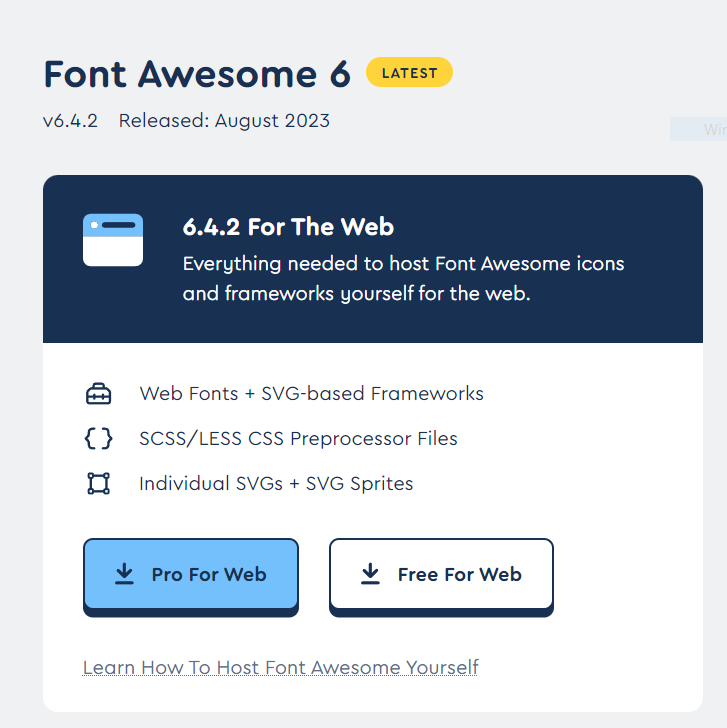 Font Awesome 6 LATEST
v6.4.2 Released: August 2023
6.4.2 For The Web
Everything needed to host Font Awesome icons
and frameworks yourself for the web.
Web Fonts + SVG-based Frameworks
SCSS/LESS CSS Preprocessor Files
Individual SVGs + SVG Sprites
Pro For Web Free For Web
Learn How To Host Font Awesome Yourself